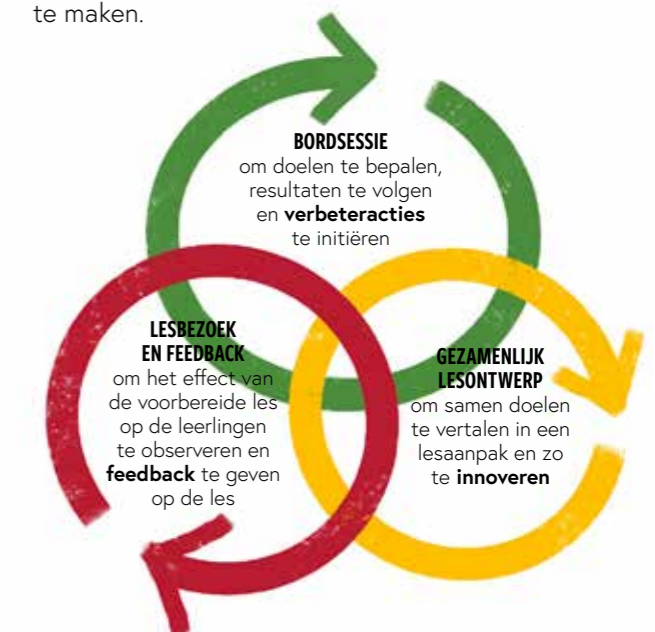 te maken.
BORDSESSIE
om doelen te bepalen,
resultaten te volgen
en verbeteracties
te initiëren
LESBEZOEK
EN FEEDBACK
om het effect van
de voorbereide les
op de leerlingen
te observeren en
feedback te geven
op de les
GEZAMENLIJK
LESONTWERP
om samen doelen
te vertalen in een
lesaanpak en zo
te innoveren